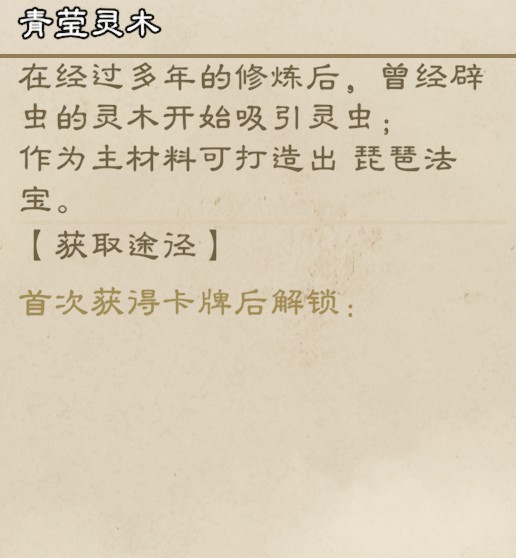 青莹灵木
在经过多年的修炼后，曾经辟
虫的灵木开始吸引灵虫；
作为主材料可打造出 琵琶法
宝。
【获取途径】
首次获得卡牌后解锁：